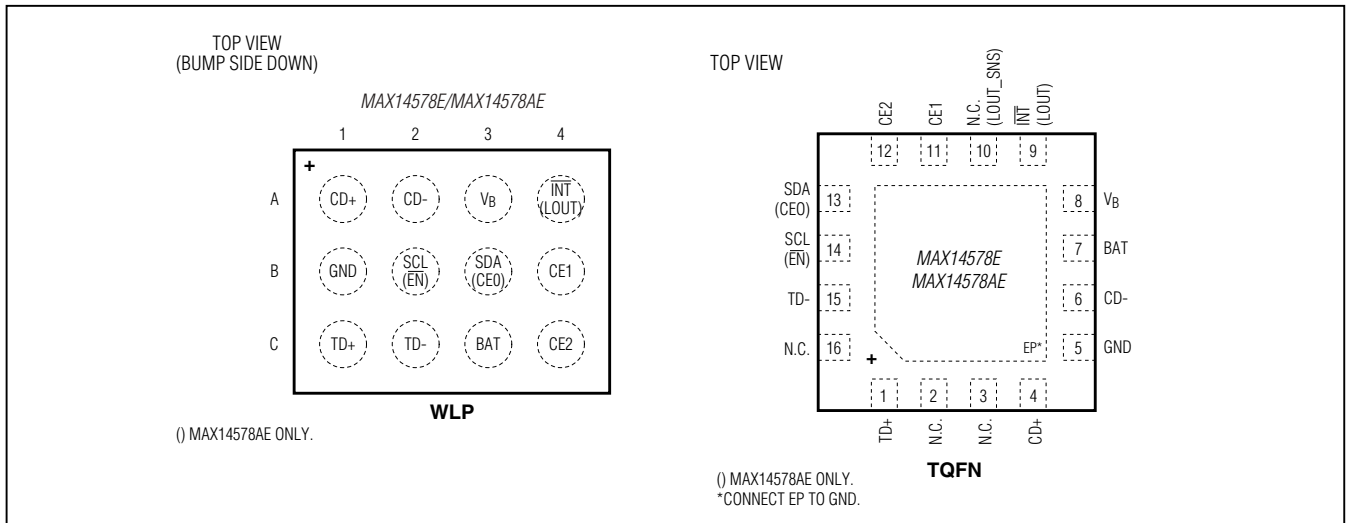 TOP VIEW
(BUMP SIDE DOWN)
MAX14578E/MAX14578AE
1 2 3 4
+
A CD+ CD- VB INT (LOUT)
B GND SCL (EN) SDA (CE0) CE1
C TD+ TD- BAT CE2
WLP
() MAX14578AE ONLY.
TOP VIEW
CE2
CE1
N.C.
(LOUT_SNS)
INT
(LOUT)
12 11 10 9
SDA
(CE0)
13
SCL
(EN)
14
TD- 15
N.C. 16
MAX14578E
MAX14578AE
8 VB
7 BAT
6 CD-
5 GND
EP*
+
1 2 3 4
TD+
N.C.
N.C.
CD+
TQFN
() MAX14578AE ONLY.
*CONNECT EP TO GND.